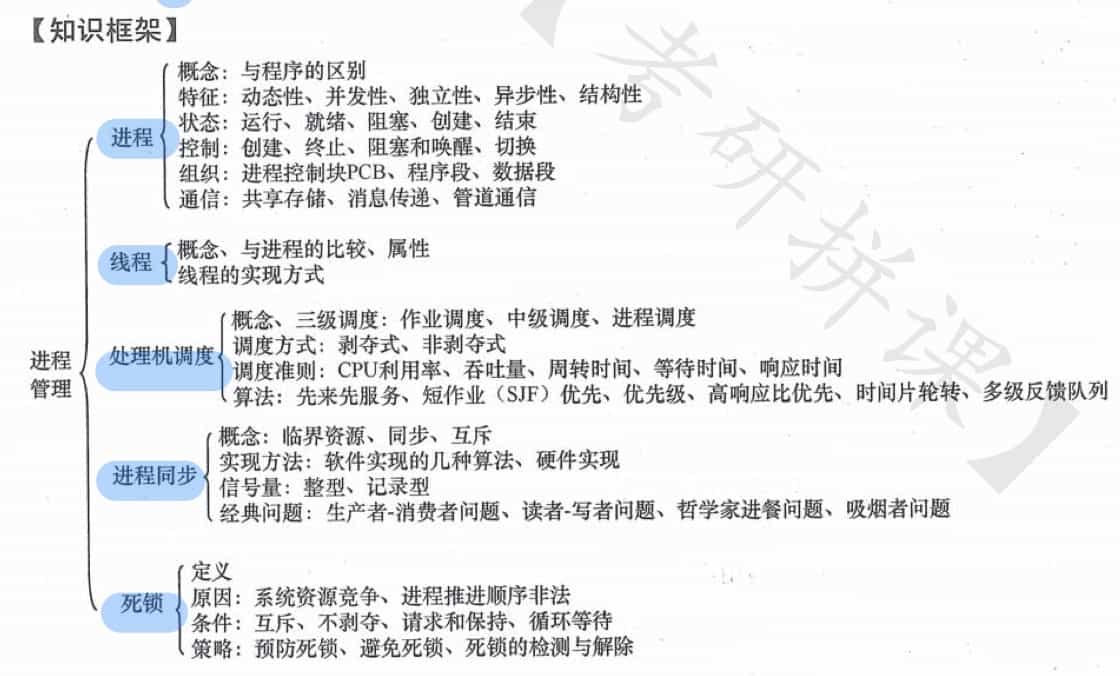 【知识框架】
概念：与程序的区别
特征：动态性、并发性、独立性、异步性、结构性
状态：运行、就绪、阻塞、创建、结束
进程
控制：创建、终止、阻塞和唤醒、切换
组织：进程控制块PCB、程序段、数据段
通信：共享存储、消息传递、管道通信
概念、与进程的比较、属性
线程
线程的实现方式
概念、三级调度：作业调度、中级调度、进程调度
调度方式：剥夺式、非剥夺式
处理机调度
调度准则：CPU利用率、吞吐量、周转时间、等待时间、响应时间
算法：先来先服务、短作业（SJF）优先、优先级、高响应比优先、时间片轮转、多级反馈队列
进程
管理
概念：临界资源、同步、互斥
实现方法：软件实现的几种算法、硬件实现
进程同步
信号量：整型、记录型
经典问题：生产者-消费者问题、读者-写者问题、哲学家进餐问题、吸烟者问题
定义
原因：系统资源竞争、进程推进顺序非法
死锁
条件：互斥、不剥夺、请求和保持、循环等待
策略：预防死锁、避免死锁、死锁的检测与解除
【考研拼课】